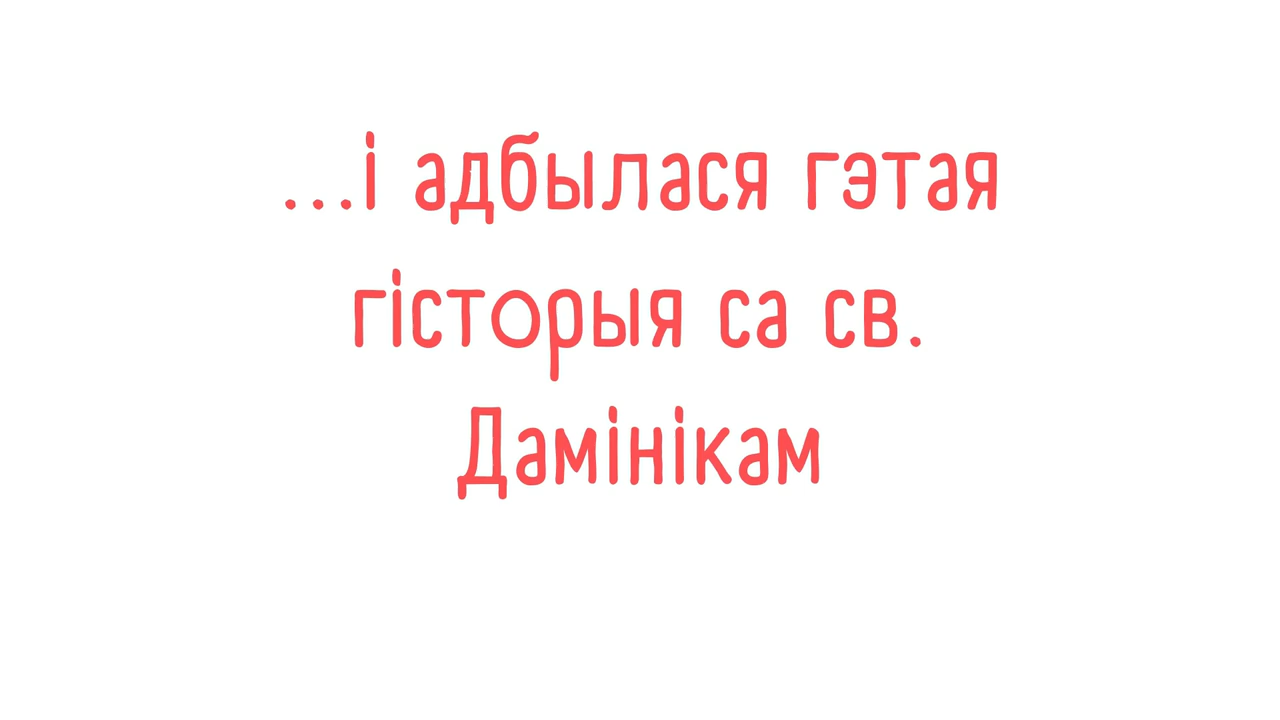 ...і адбылася гэтая
гісторыя са св.
Дамінікам